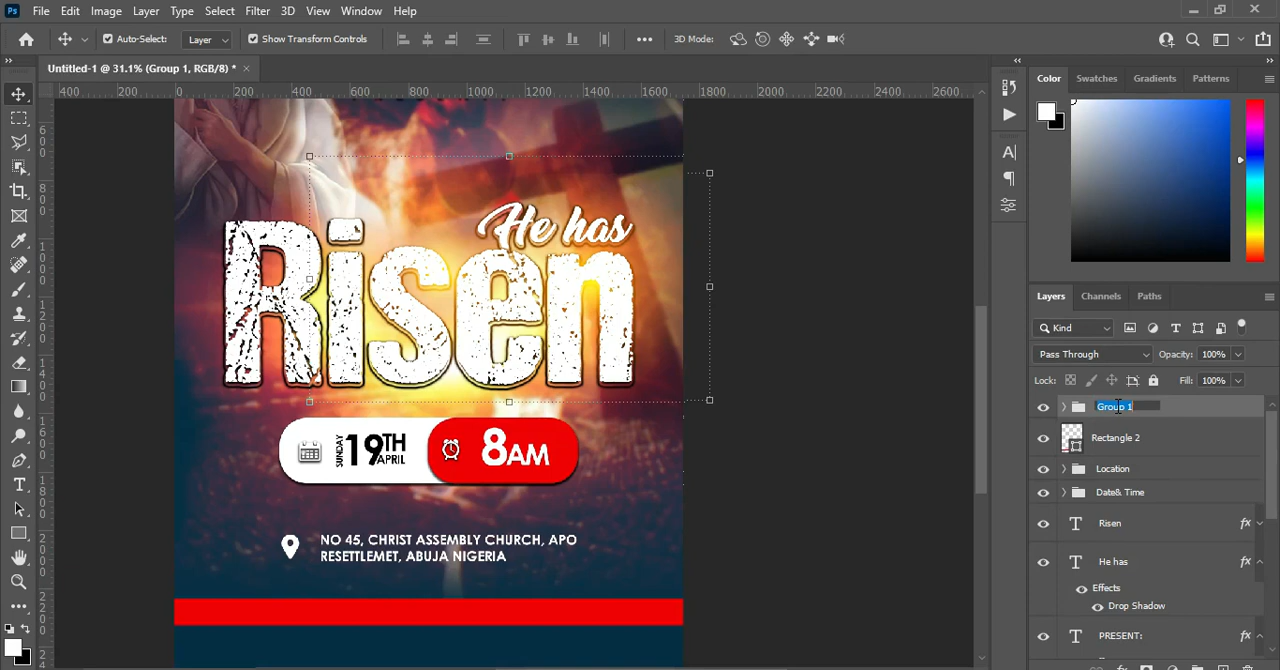 Ps File Edit Image Layer Type Select Filter 3D View Window Help
Auto-Select: Layer Show Transform Controls 3D Mode:
Untitled-1 @ 31.1% (Group 1, RGB/8) *
400 200 0 200 400 600 800 1000 1200 1400 1600 1800 2000 2200 2400 2600
Color Swatches Gradients Patterns
He has
Risen
SUNDAY 19TH APRIL 8AM
NO 45, CHRIST ASSEMBLY CHURCH, APO
RESETTLEMET, ABUJA NIGERIA
Layers Channels Paths
Kind
Pass Through Opacity: 100%
Lock: Fill: 100%
Group 1
Rectangle 2
Location
Date& Time
Risen fx
He has fx
Effects
Drop Shadow
PRESENT: fx